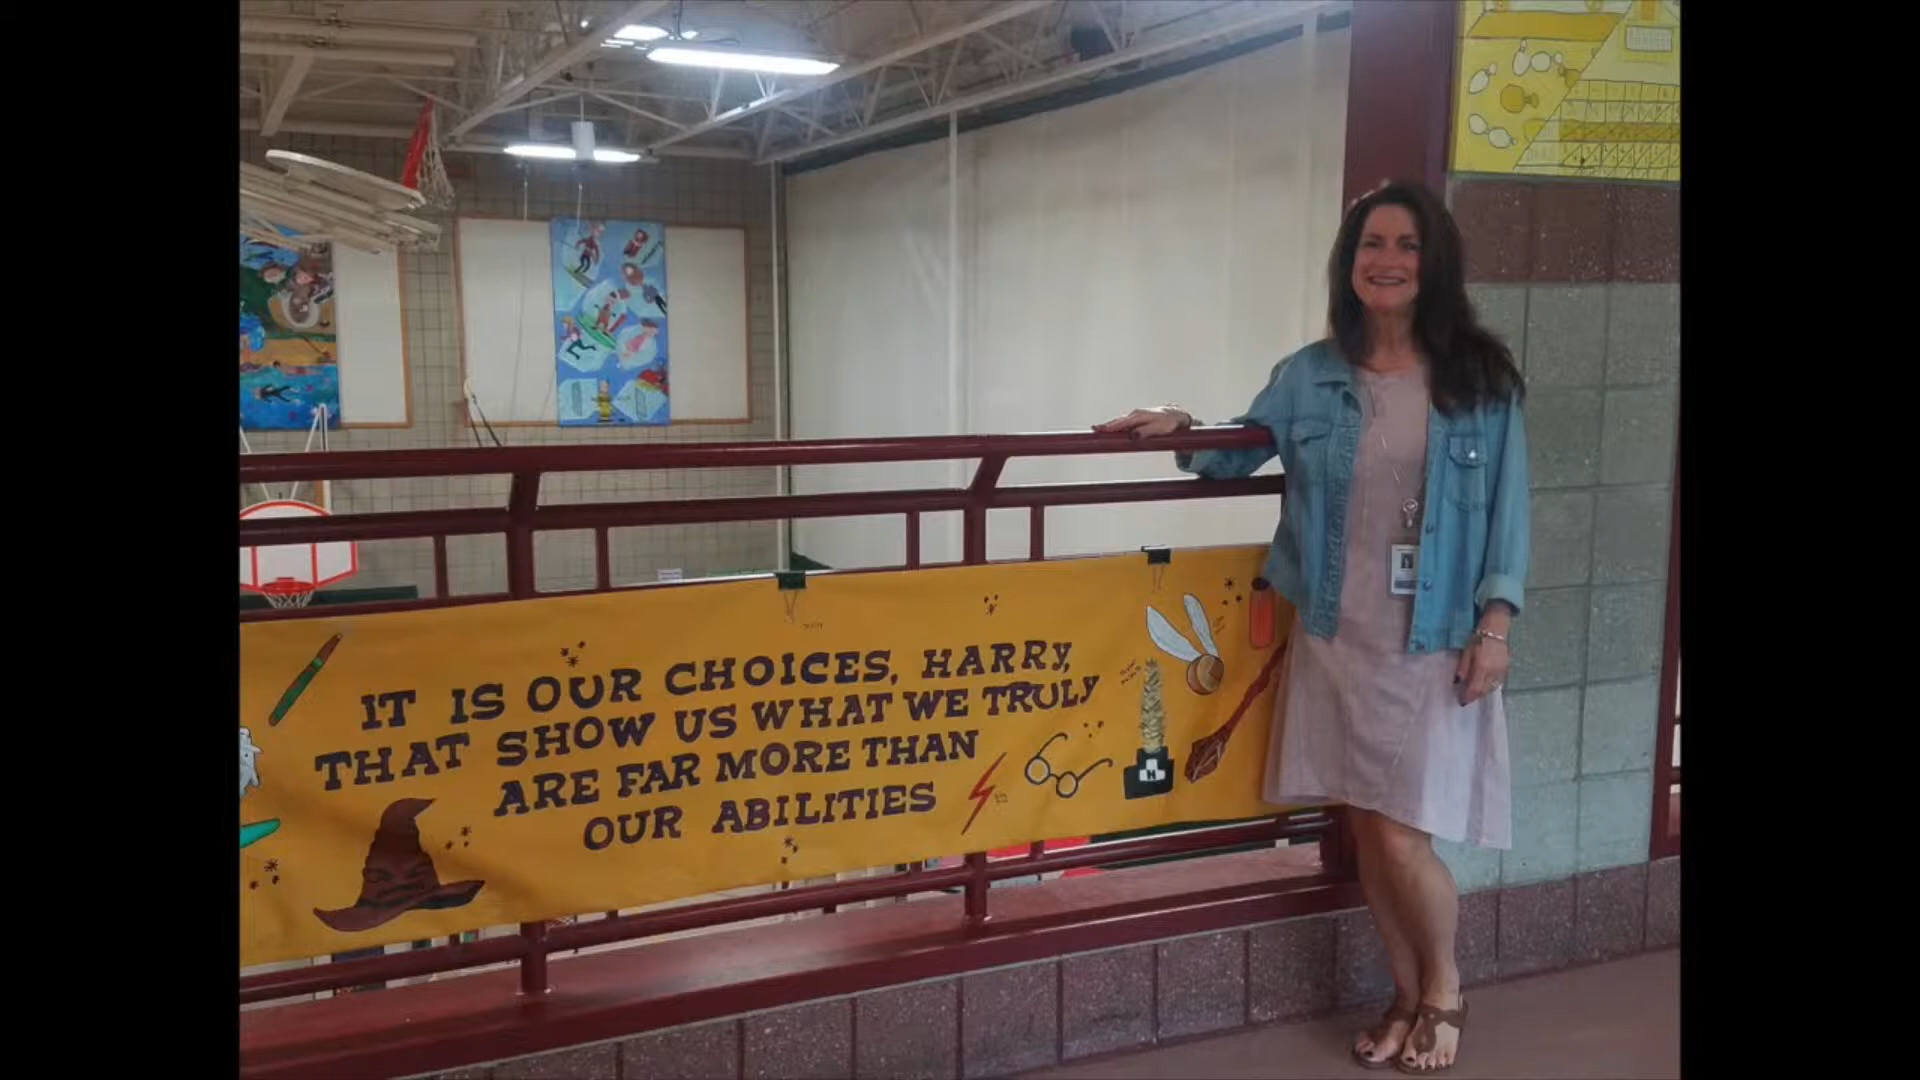 IT IS OUR CHOICES, HARRY,
THAT SHOW US WHAT WE TRULY
ARE FAR MORE THAN
OUR ABILITIES
N